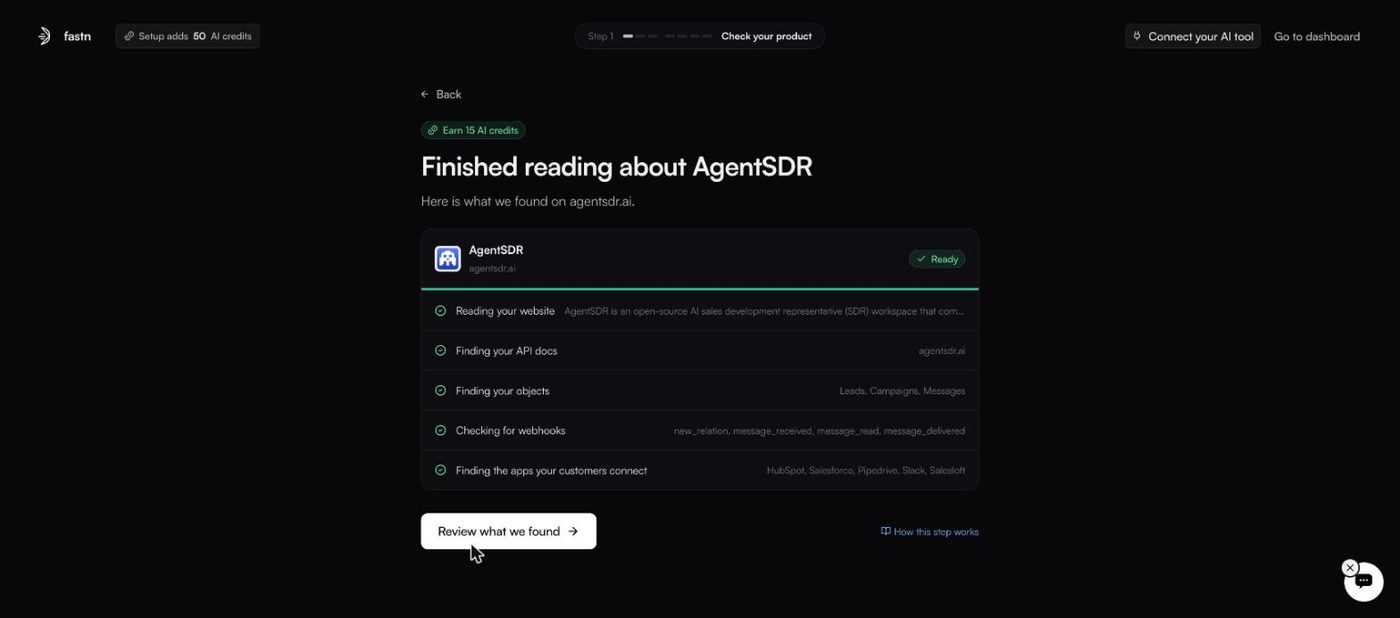 fastn
Setup adds 50 AI credits
Step 1
Check your product
Connect your AI tool
Go to dashboard
Back
Earn 15 AI credits
Finished reading about AgentSDR
Here is what we found on agentsdr.ai.
AgentSDR
agentsdr.ai
Ready
Reading your website AgentSDR is an open-source AI sales development representative (SDR) workspace that com...
Finding your API docs agentsdr.ai
Finding your objects Leads, Campaigns, Messages
Checking for webhooks new_relation, message_received, message_read, message_delivered
Finding the apps your customers connect HubSpot, Salesforce, Pipedrive, Slack, Salesloft
Review what we found
How this step works